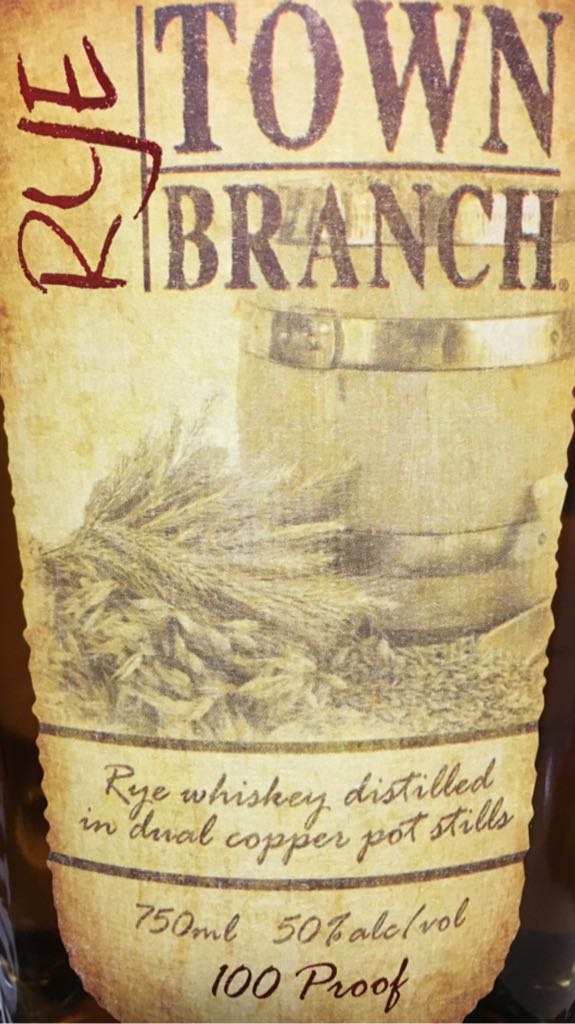 RYE
TOWN
BRANCH®
Rye whiskey distilled
in dual copper pot stills
750ml 50% alc/vol
100 Proof